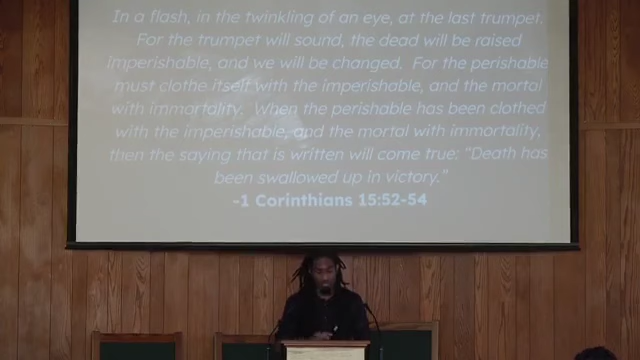 In a flash, in the twinkling of an eye, at the last trumpet.
For the trumpet will sound, the dead will be raised
imperishable, and we will be changed. For the perishable
must clothe itself with the imperishable, and the mortal
with immortality. When the perishable has been clothed
with the imperishable, and the mortal with immortality,
then the saying that is written will come true: “Death has
been swallowed up in victory.”
-1 Corinthians 15:52-54